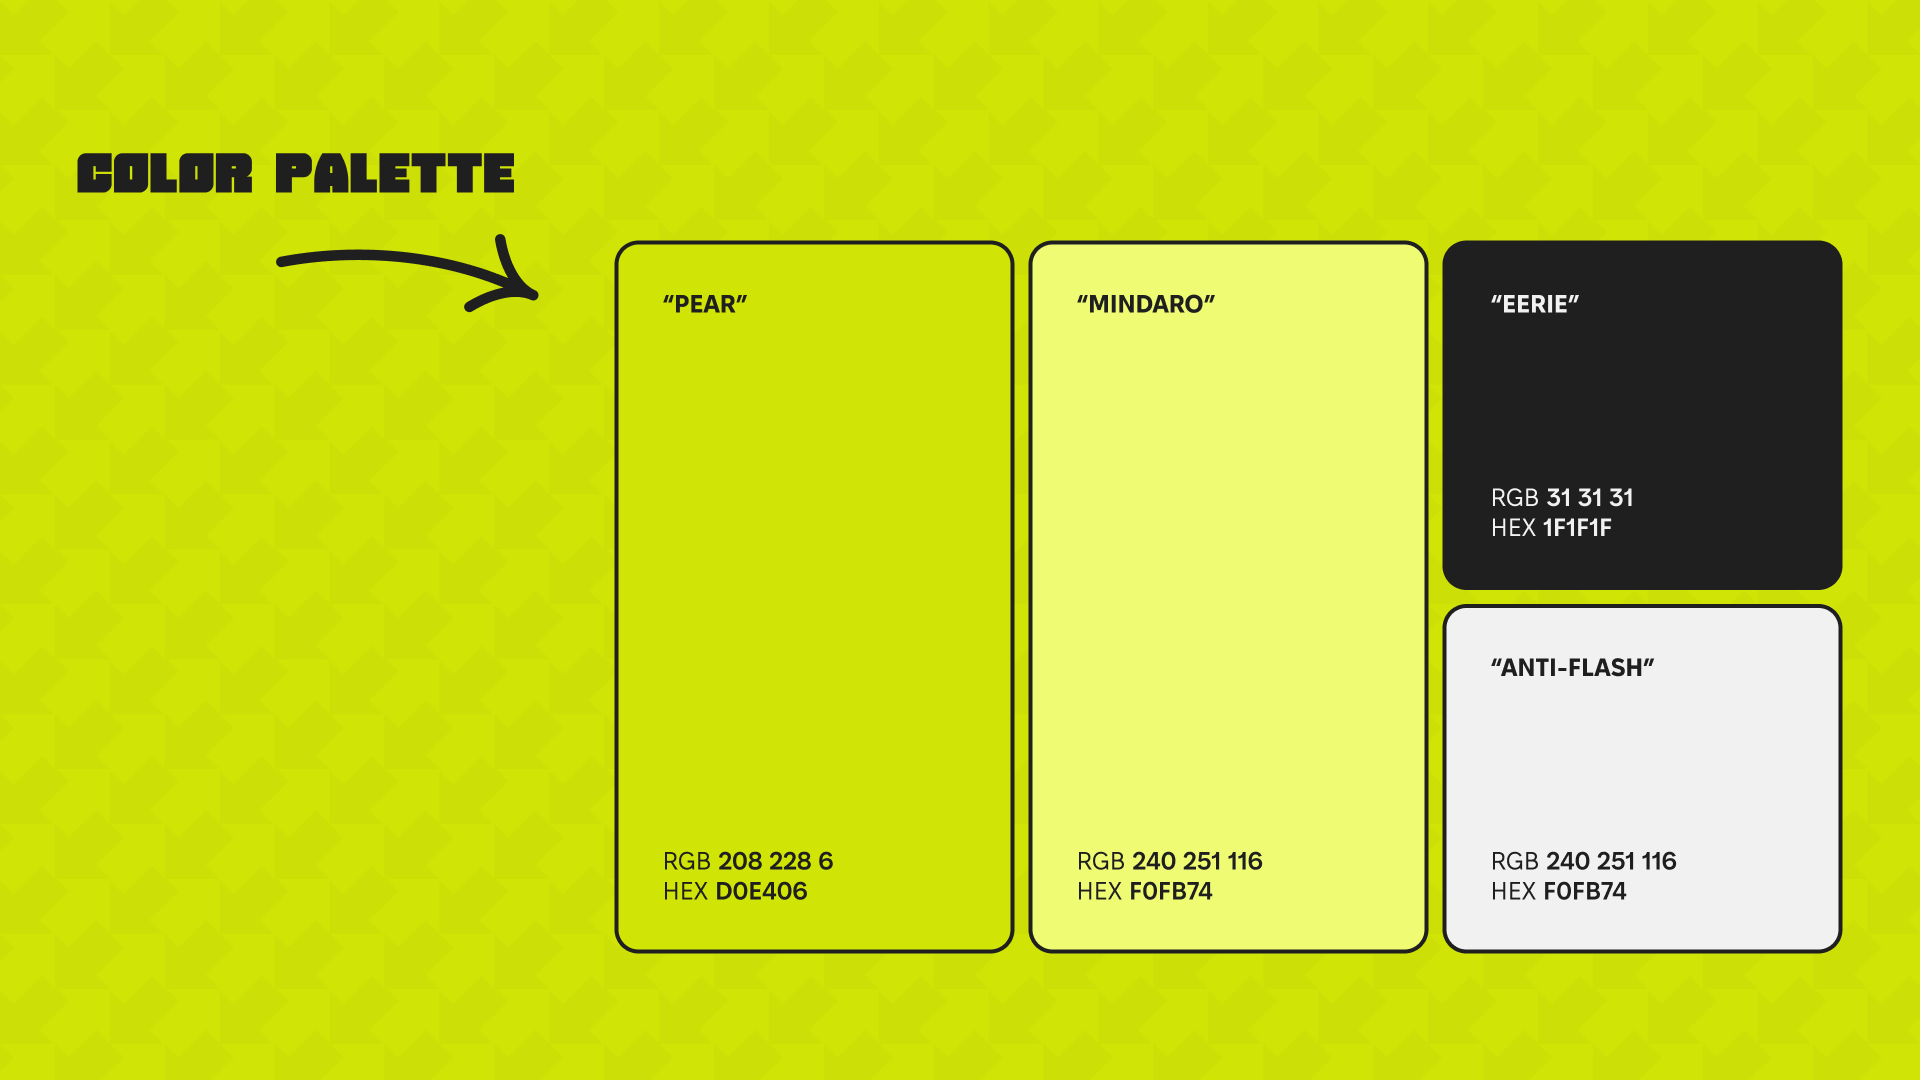 COLOR PALETTE
“PEAR”
RGB 208 228 6
HEX D0E406
“MINDARO”
RGB 240 251 116
HEX F0FB74
“EERIE”
RGB 31 31 31
HEX 1F1F1F
“ANTI-FLASH”
RGB 240 251 116
HEX F0FB74